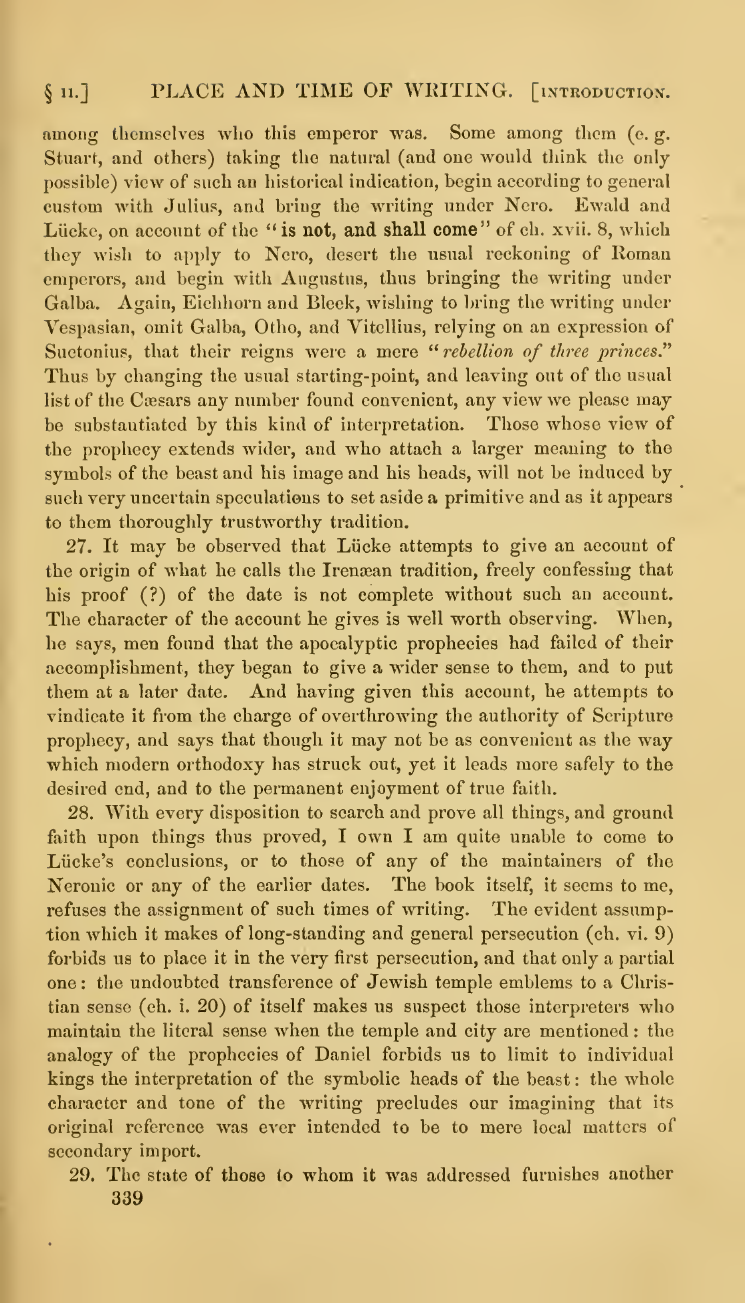 § 11.] PLACE AND TIME OF WRITING. [INTRODUCTION.
among themselves who this emperor was. Some among them (e. g.
Stuart, and others) taking the natural (and one would think the only
possible) view of such an historical indication, begin according to general
custom with Julius, and bring the writing under Nero. Ewald and
Lücke, on account of the “is not, and shall come” of ch. xvii. 8, which
they wish to apply to Nero, desert the usual reckoning of Roman
emperors, and begin with Augustus, thus bringing the writing under
Galba. Again, Eichhorn and Bleek, wishing to bring the writing under
Vespasian, omit Galba, Otho, and Vitellius, relying on an expression of
Suetonius, that their reigns were a mere “rebellion of three princes.”
Thus by changing the usual starting-point, and leaving out of the usual
list of the Cæsars any number found convenient, any view we please may
be substantiated by this kind of interpretation. Those whose view of
the prophecy extends wider, and who attach a larger meaning to the
symbols of the beast and his image and his heads, will not be induced by
such very uncertain speculations to set aside a primitive and as it appears
to them thoroughly trustworthy tradition.
27. It may be observed that Lücke attempts to give an account of
the origin of what he calls the Irenæan tradition, freely confessing that
his proof (?) of the date is not complete without such an account.
The character of the account he gives is well worth observing. When,
he says, men found that the apocalyptic prophecies had failed of their
accomplishment, they began to give a wider sense to them, and to put
them at a later date. And having given this account, he attempts to
vindicate it from the charge of overthrowing the authority of Scripture
prophecy, and says that though it may not be as convenient as the way
which modern orthodoxy has struck out, yet it leads more safely to the
desired end, and to the permanent enjoyment of true faith.
28. With every disposition to search and prove all things, and ground
faith upon things thus proved, I own I am quite unable to come to
Lücke’s conclusions, or to those of any of the maintainers of the
Neronic or any of the earlier dates. The book itself, it seems to me,
refuses the assignment of such times of writing. The evident assump-
tion which it makes of long-standing and general persecution (ch. vi. 9)
forbids us to place it in the very first persecution, and that only a partial
one: the undoubted transference of Jewish temple emblems to a Chris-
tian sense (ch. i. 20) of itself makes us suspect those interpreters who
maintain the literal sense when the temple and city are mentioned: the
analogy of the prophecies of Daniel forbids us to limit to individual
kings the interpretation of the symbolic heads of the beast: the whole
character and tone of the writing precludes our imagining that its
original reference was ever intended to be to mere local matters of
secondary import.
29. The state of those to whom it was addressed furnishes another
339